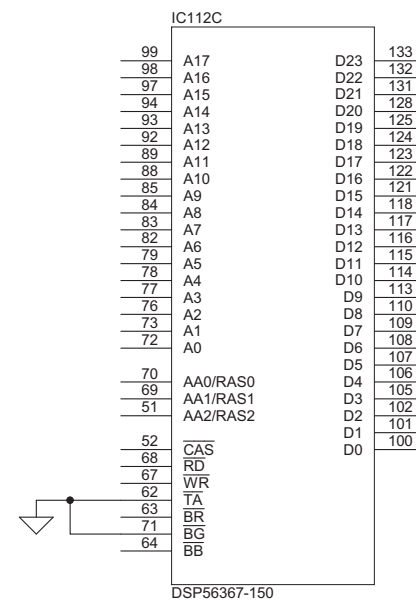 IC112C
99 A17 D23 133
98 A16 D22 132
97 A15 D21 131
94 A14 D20 128
93 A13 D19 125
92 A12 D18 124
89 A11 D17 123
88 A10 D16 122
85 A9 D15 121
84 A8 D14 118
83 A7 D13 117
82 A6 D12 116
79 A5 D11 115
78 A4 D10 114
77 A3 D9 113
76 A2 D8 110
73 A1 D7 109
72 A0 D6 108
D5 107
70 AA0/RAS0 D4 106
69 AA1/RAS1 D3 105
51 AA2/RAS2 D2 102
D1 101
52 CAS D0 100
68 RD
67 WR
62 TA
63 BR
71 BG
64 BB
DSP56367-150